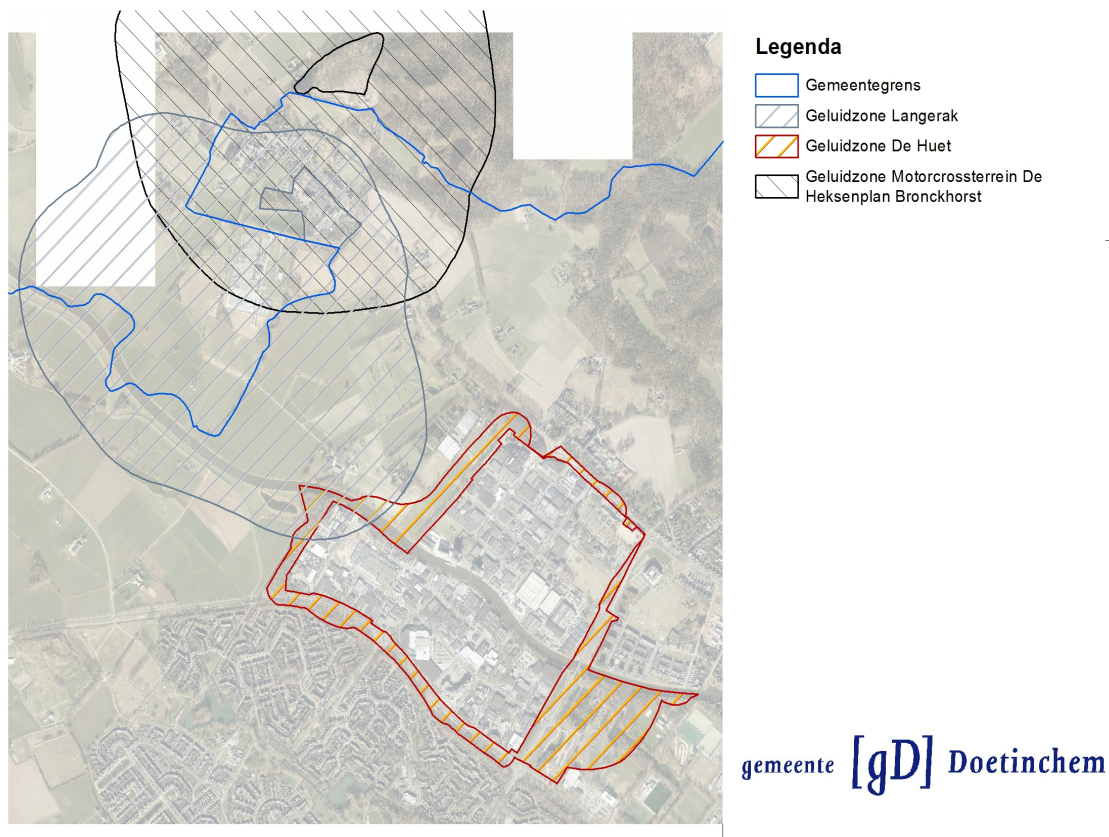 Legenda
Gemeentegrens
Geluidzone Langerak
Geluidzone De Huet
Geluidzone Motorcrossterrein De
Heksenplan Bronckhorst
gemeente [gD] Doetinchem